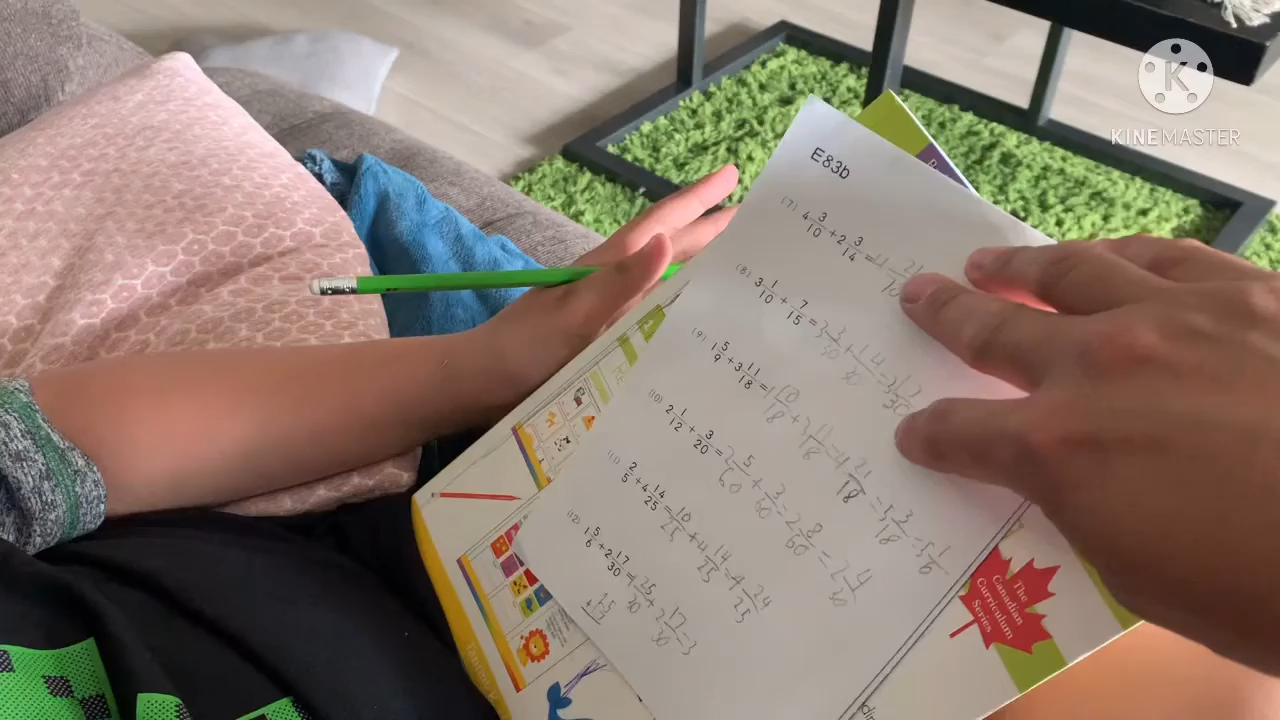 KINEMASTER
E83b
(7) 4 3/10 + 2 3/14 =
(8) 3 1/10 + 7/15 = 3 3/30 + 14/30 = 3 17/30
(9) 1 5/9 + 3 11/18 = 1 10/18 + 3 11/18 = 4 21/18 = 5 3/18 = 5 1/6
(10) 2 1/12 + 3/20 = 2 5/60 + 3/60 = 2 8/60 = 2 4/30
(11) 2/5 + 4 14/25 = 10/25 + 4 14/25 = 4 24/25
(12) 1 5/6 + 2 17/30 = 1 25/30 + 2 17/30 = 3
The
Canadian
Curriculum
Series